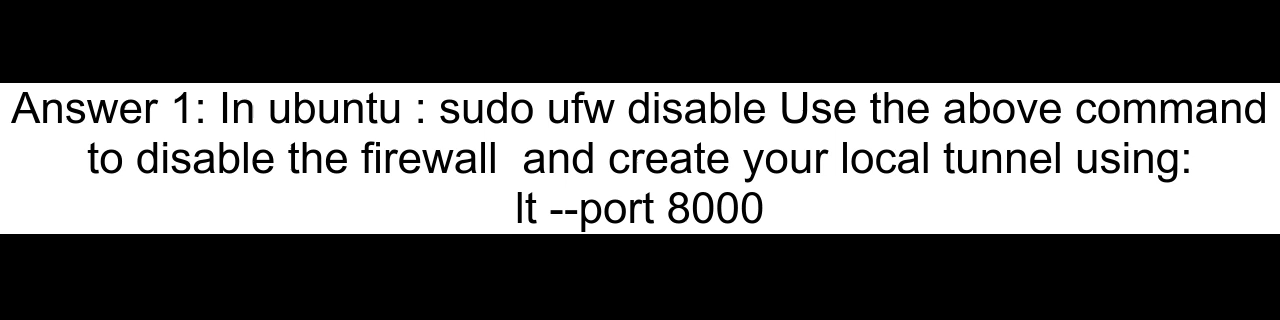 Answer 1: In ubuntu : sudo ufw disable Use the above command
to disable the firewall  and create your local tunnel using:
lt --port 8000